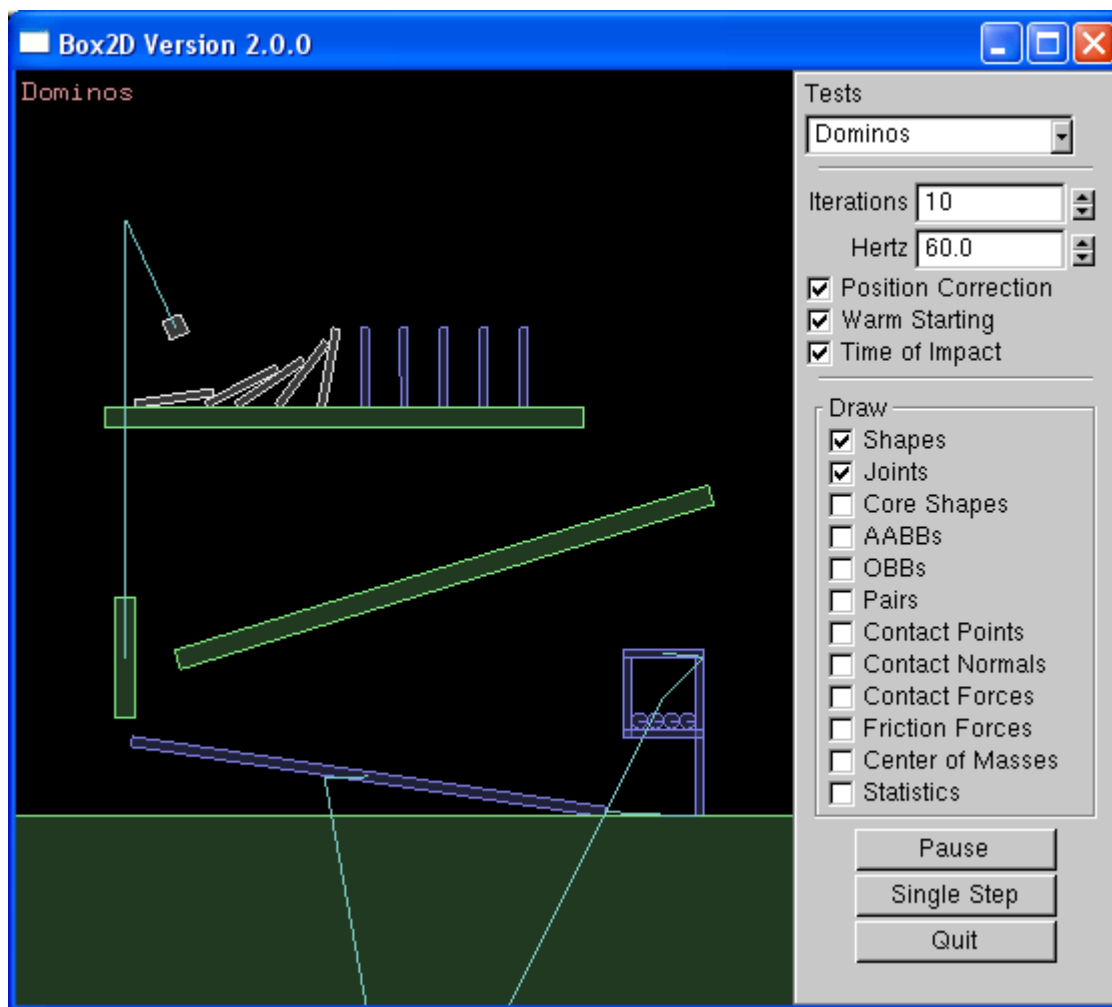 Box2D Version 2.0.0
Dominos
Tests
Dominos
Iterations 10
Hertz 60.0
Position Correction
Warm Starting
Time of Impact
Draw
Shapes
Joints
Core Shapes
AABBs
OBBs
Pairs
Contact Points
Contact Normals
Contact Forces
Friction Forces
Center of Masses
Statistics
Pause
Single Step
Quit